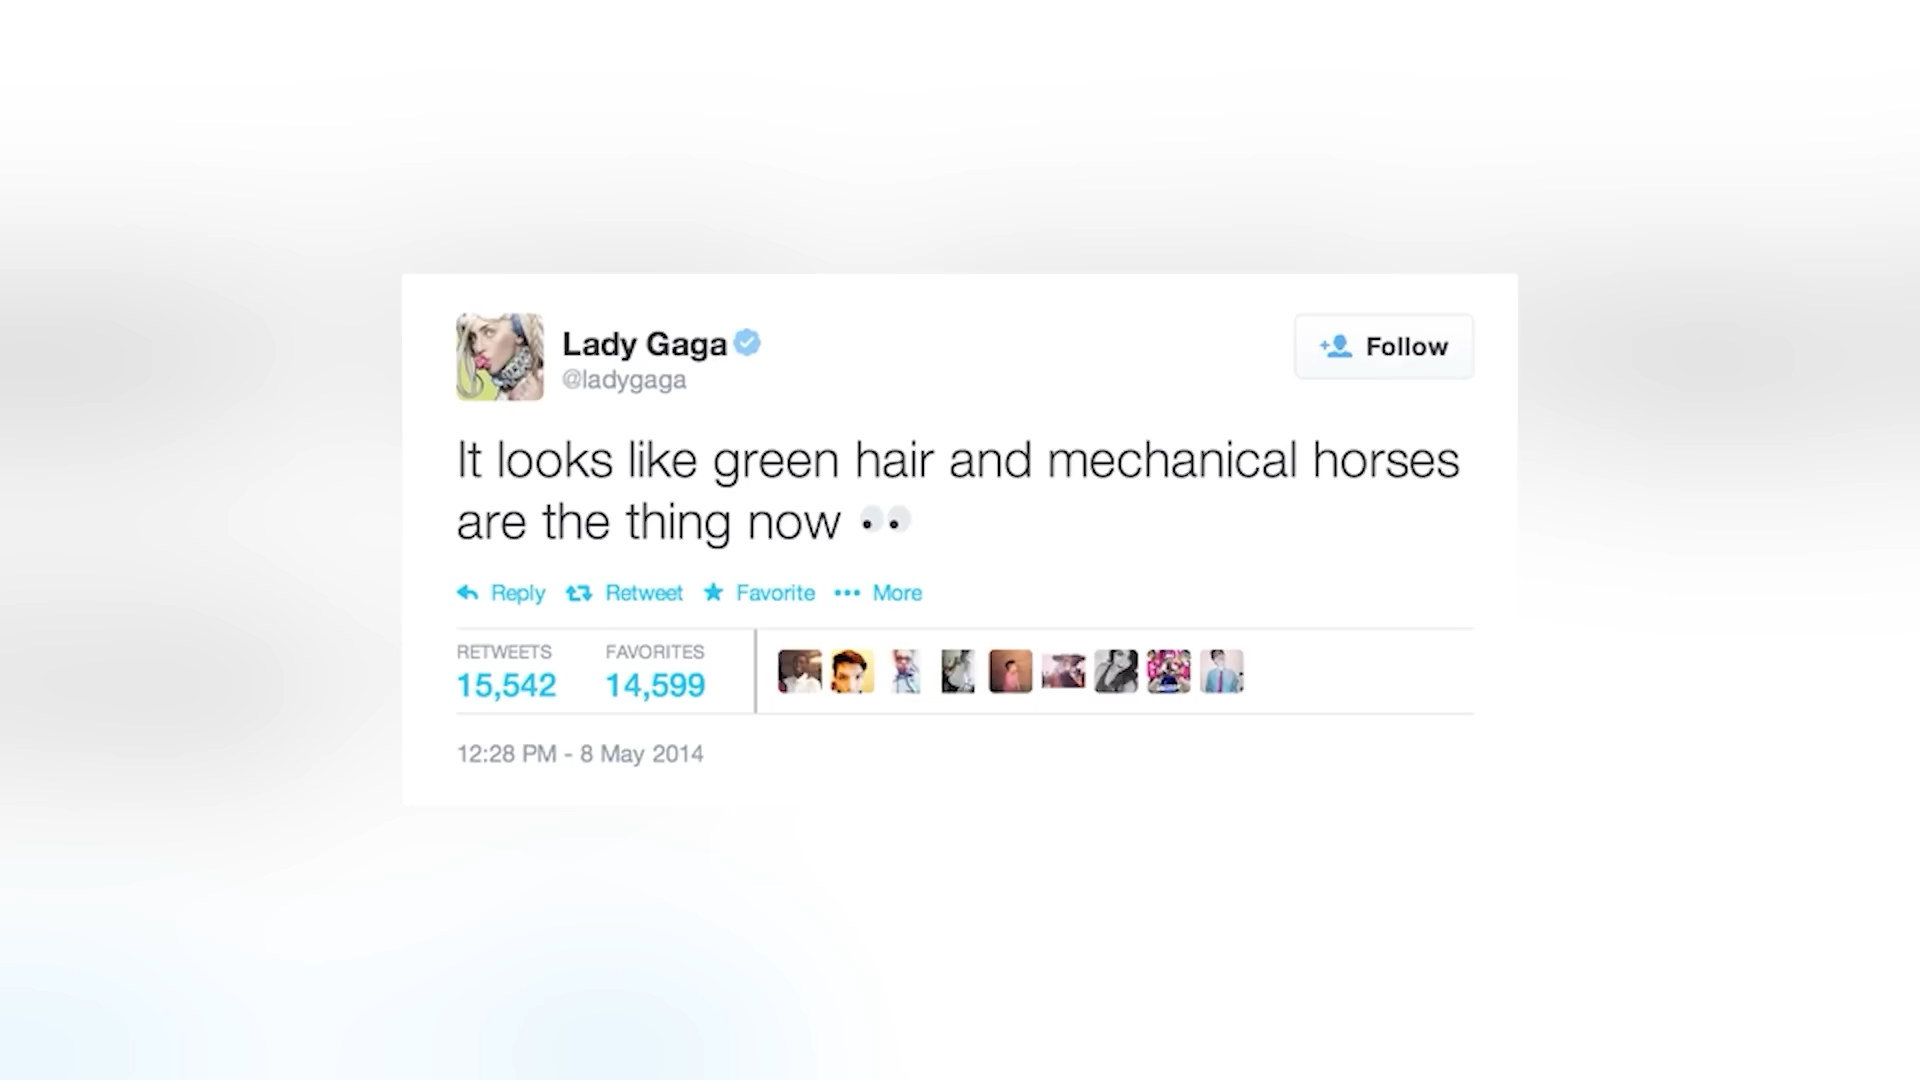 Lady Gaga
@ladygaga
Follow
It looks like green hair and mechanical horses
are the thing now 👀
Reply Retweet Favorite More
RETWEETS FAVORITES
15,542 14,599
12:28 PM - 8 May 2014